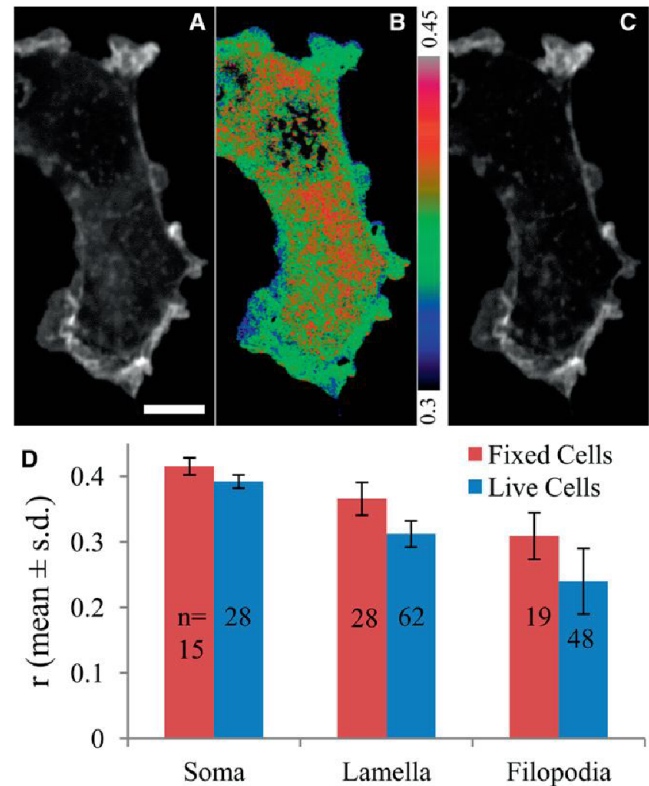 A
B
0.45
0.3
C
D
r (mean ± s.d.)
0.4
0.3
0.2
0.1
0
Fixed Cells
Live Cells
n=
15
28
28
62
19
48
Soma
Lamella
Filopodia